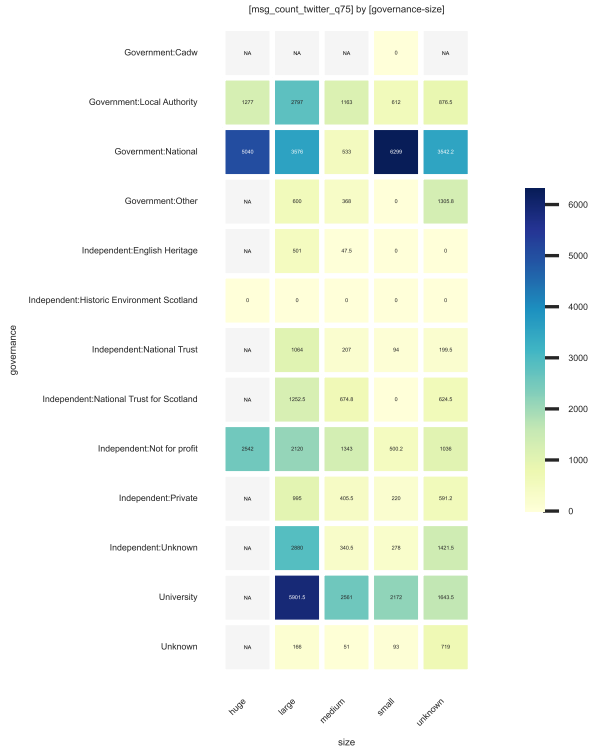 [msg_count_twitter_q75] by [governance-size]
Government:Cadw NA NA NA 0 NA
Government:Local Authority 1277 2787 1163 612 876.5
Government:National 5040 3576 533 6299 3542.2
Government:Other NA 600 368 0 1305.8
Independent:English Heritage NA 501 47.5 0 0
Independent:Historic Environment Scotland 0 0 0 0 0
Independent:National Trust NA 1064 207 94 199.5
Independent:National Trust for Scotland NA 1252.5 674.8 0 624.5
Independent:Not for profit 2542 2120 1343 500.2 1036
Independent:Private NA 995 405.5 220 591.2
Independent:Unknown NA 2890 340.5 278 1421.5
University NA 5901.5 2561 2172 1643.5
Unknown NA 166 51 93 719
huge large medium small unknown
size
governance
6000
5000
4000
3000
2000
1000
0